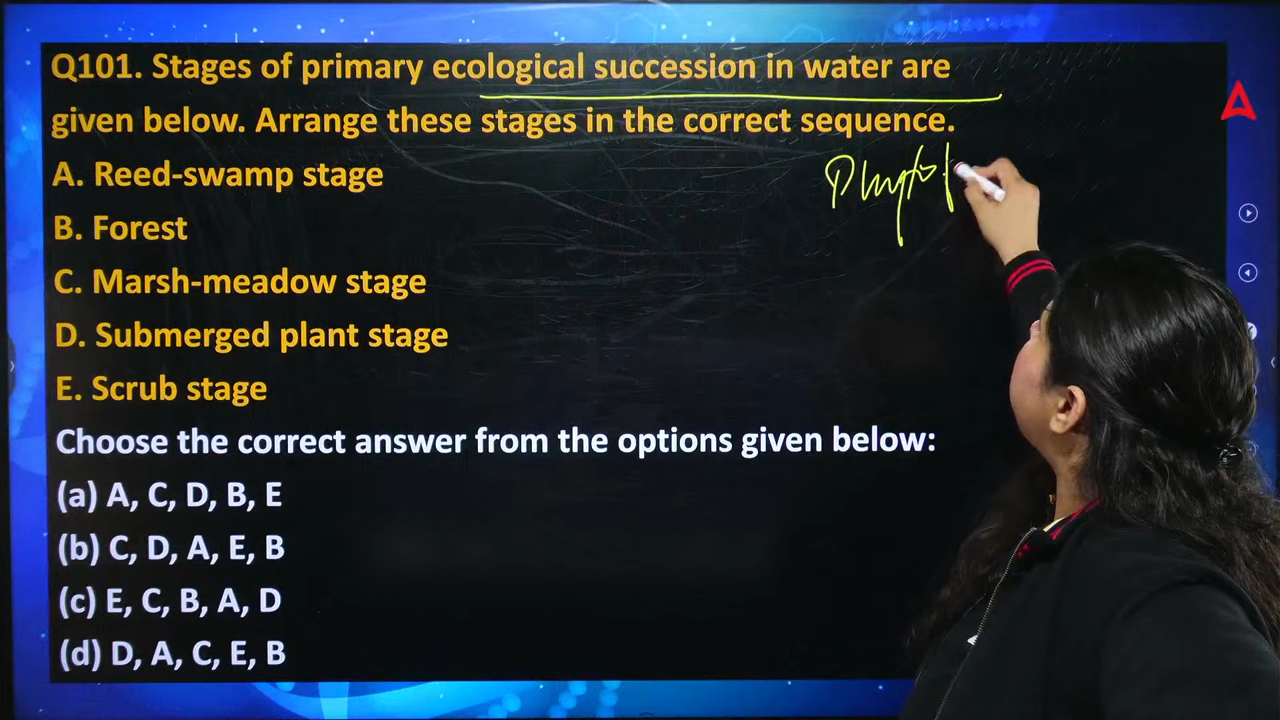 Q101. Stages of primary ecological succession in water are
given below. Arrange these stages in the correct sequence.
A. Reed-swamp stage
B. Forest
C. Marsh-meadow stage
D. Submerged plant stage
E. Scrub stage
Choose the correct answer from the options given below:
(a) A, C, D, B, E
(b) C, D, A, E, B
(c) E, C, B, A, D
(d) D, A, C, E, B